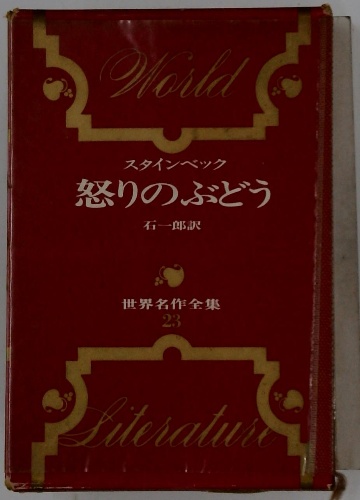 World
スタインベック
怒りのぶどう
石一郎訳
世界名作全集
23
Literature